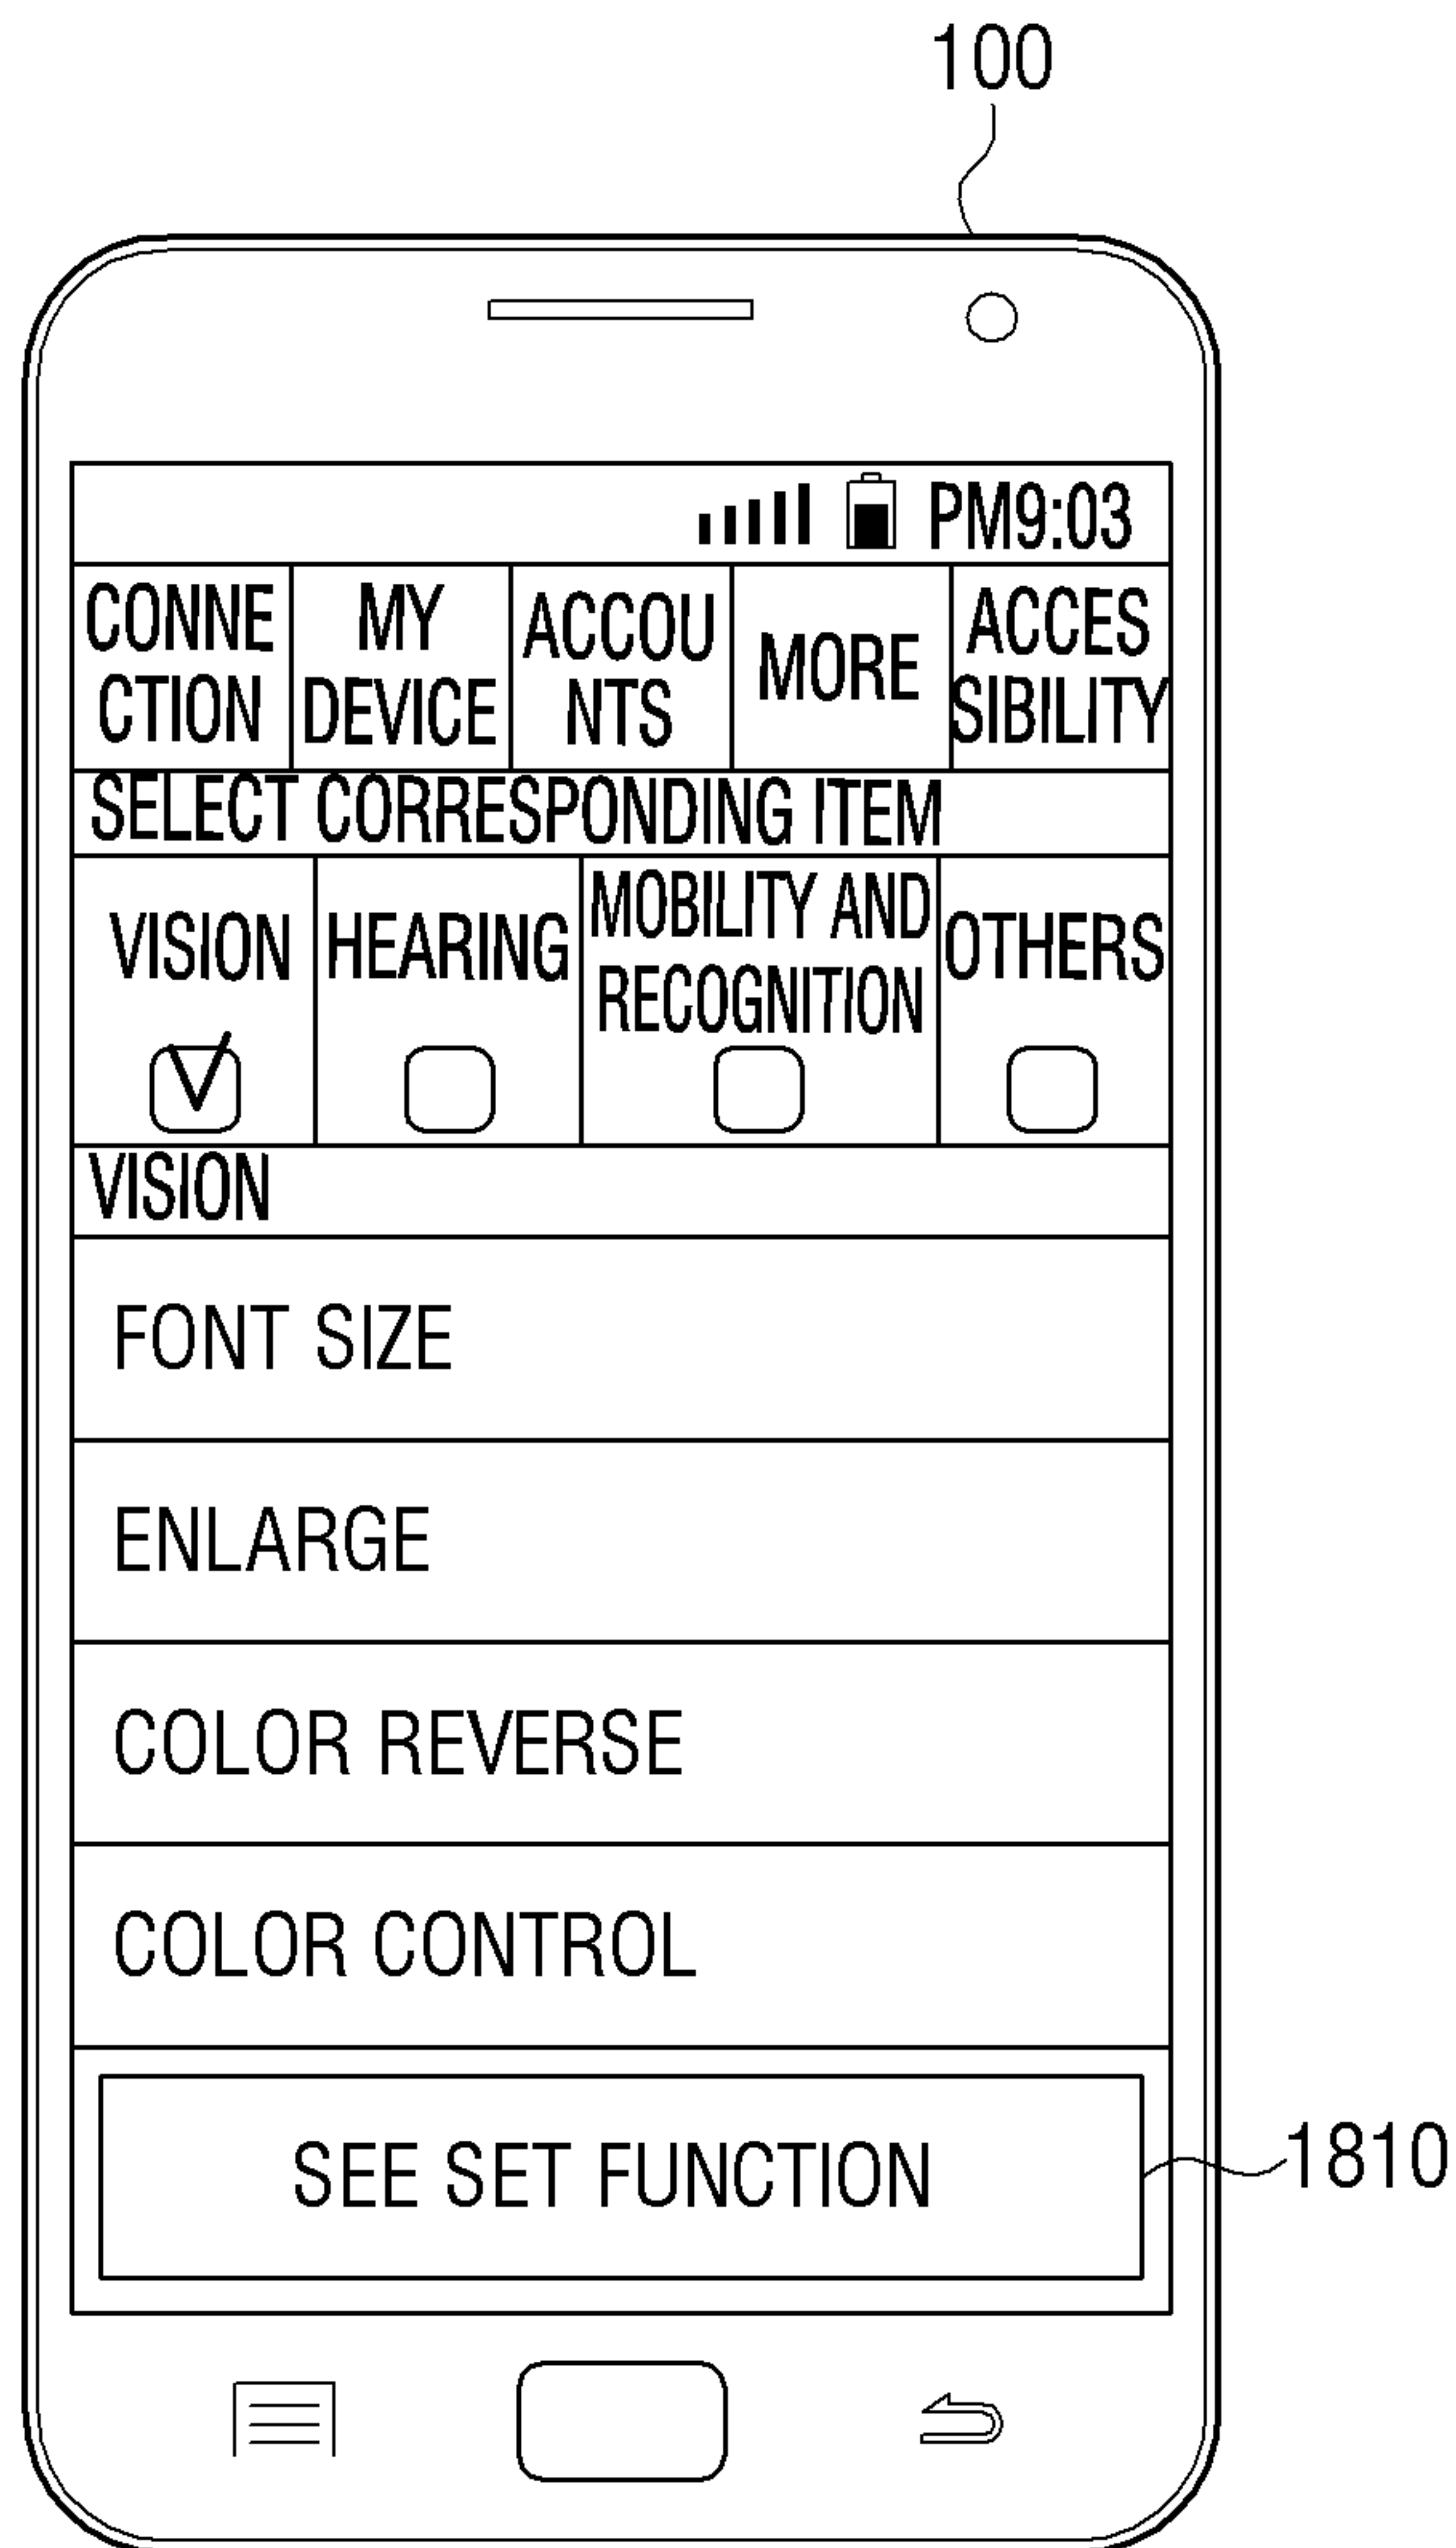 100
PM9:03
CONNE
CTION
MY
DEVICE
ACCOU
NTS
MORE
ACCES
SIBILITY
SELECT CORRESPONDING ITEM
VISION
HEARING
MOBILITY AND
RECOGNITION
OTHERS
VISION
FONT SIZE
ENLARGE
COLOR REVERSE
COLOR CONTROL
SEE SET FUNCTION
1810